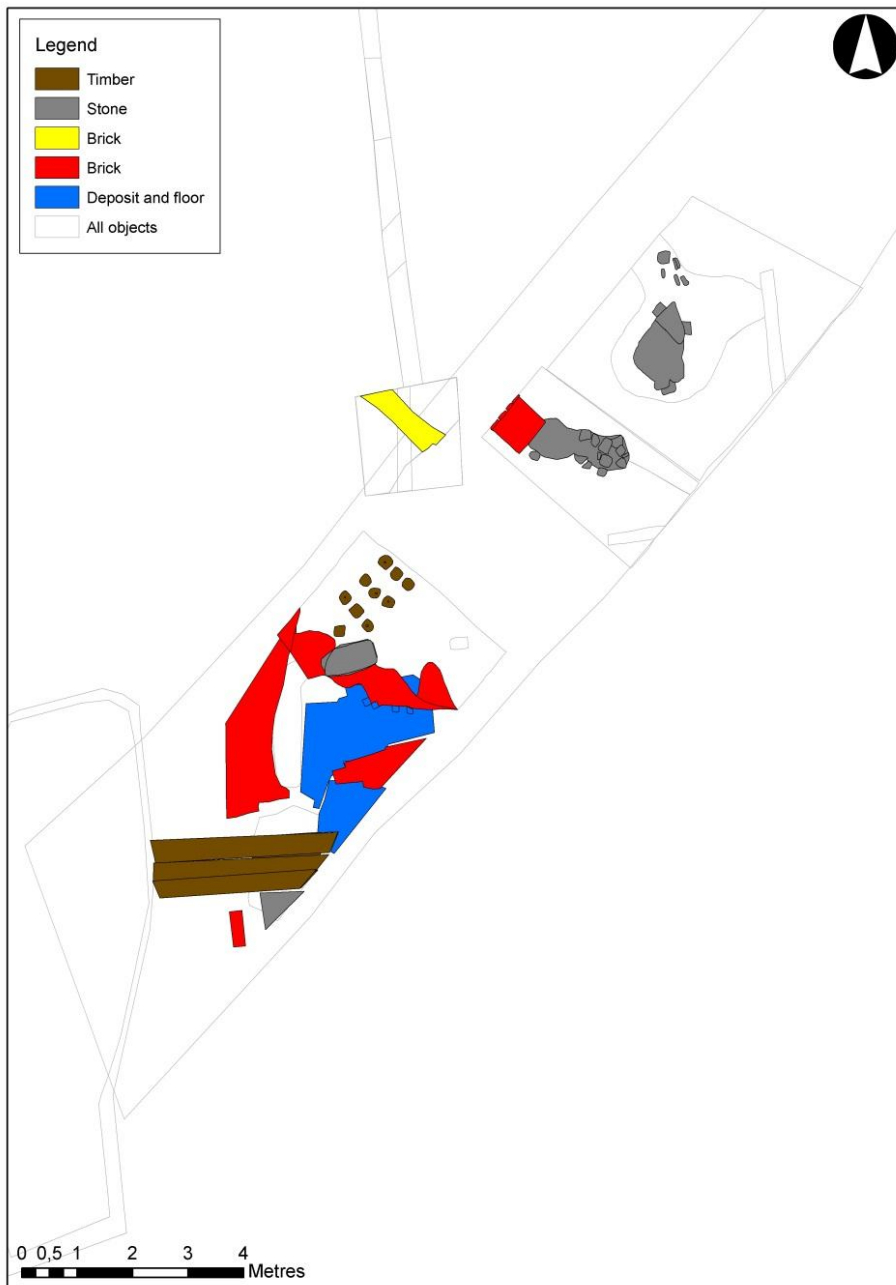 Legend
Timber
Stone
Brick
Brick
Deposit and floor
All objects
0 0,5 1 2 3 4
Metres